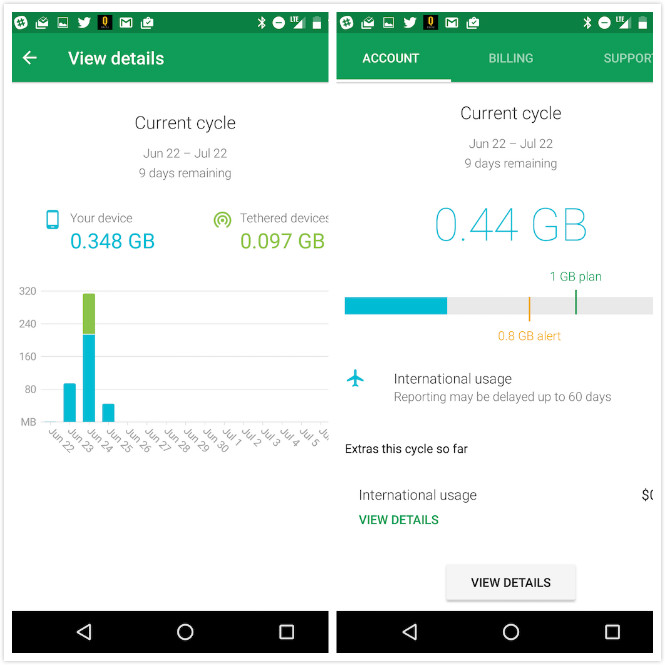 View details
Current cycle
Jun 22 – Jul 22
9 days remaining
Your device
0.348 GB
Tethered devices
0.097 GB
320
240
160
80
MB
Jun 22
Jun 23
Jun 24
Jun 25
Jun 26
Jun 27
Jun 28
Jun 29
Jun 30
Jul 1
Jul 2
Jul 3
Jul 4
Jul 5
LTE
ACCOUNT
BILLING
SUPPOR
Current cycle
Jun 22 – Jul 22
9 days remaining
0.44 GB
1 GB plan
0.8 GB alert
International usage
Reporting may be delayed up to 60 days
Extras this cycle so far
International usage
$0
VIEW DETAILS
VIEW DETAILS
LTE